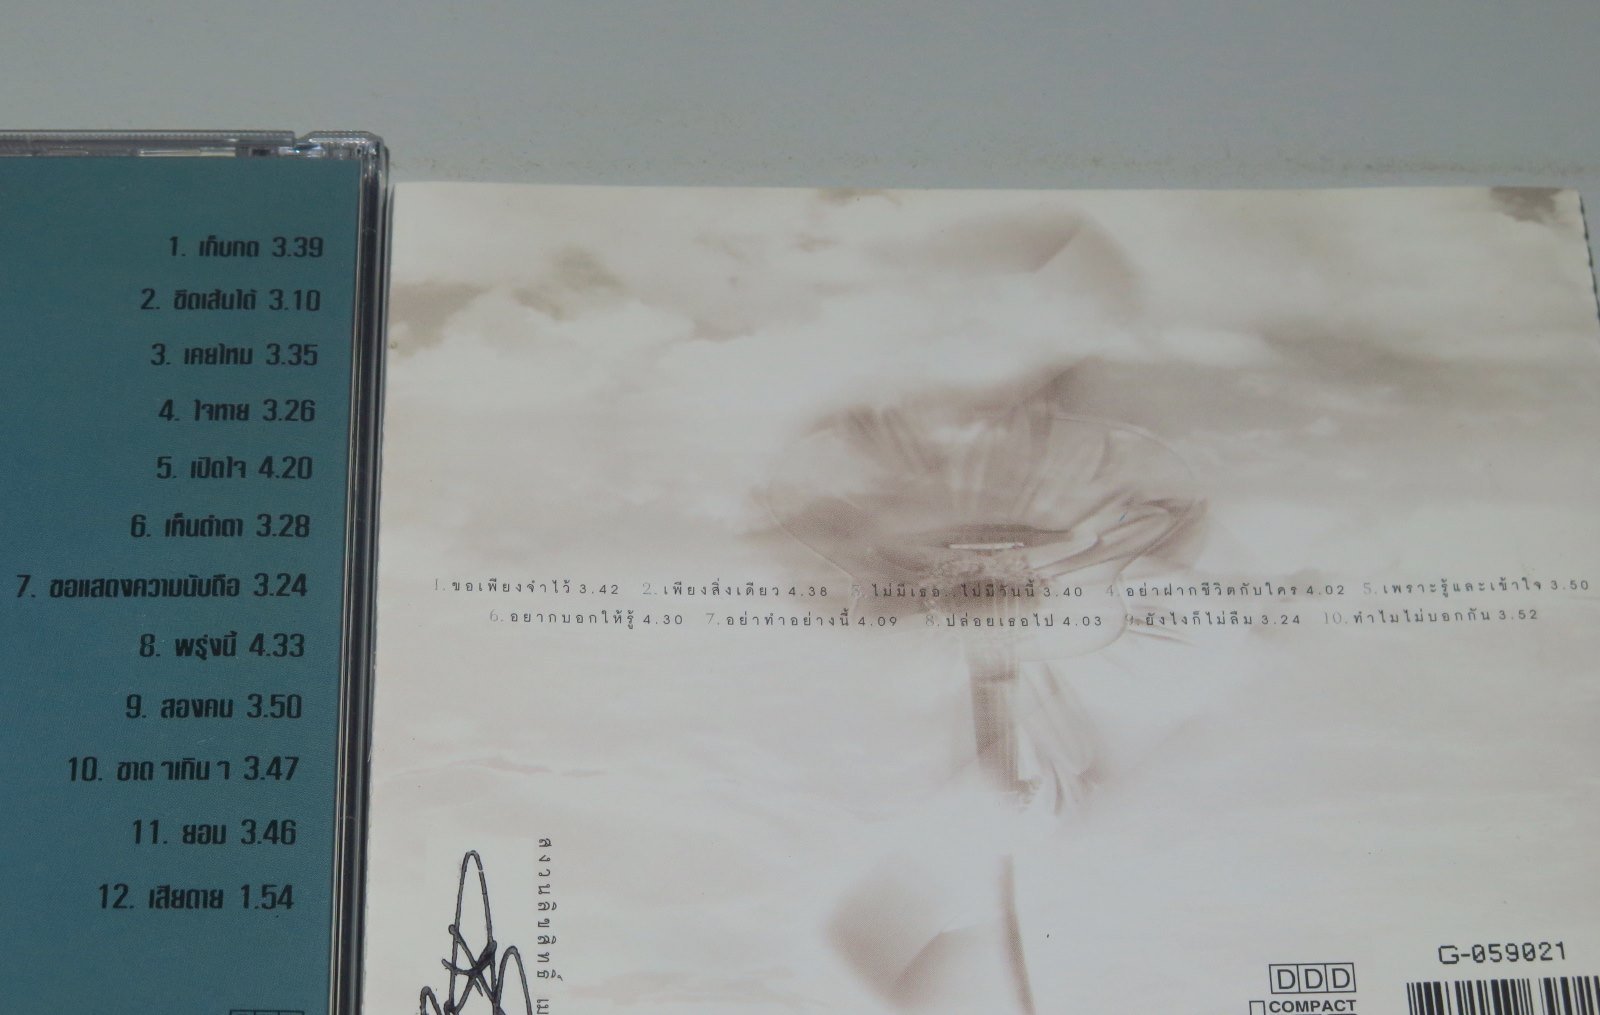 1. เก็บกด 3.39
2. ขีดเส้นใต้ 3.10
3. เคยไหม 3.35
4. ใจหาย 3.26
5. เปิดใจ 4.20
6. เห็นตำตา 3.28
7. ขอแสดงความนับถือ 3.24
8. พรุ่งนี้ 4.33
9. สองคน 3.50
10. ขาด ๆเกิน ๆ 3.47
11. ยอม 3.46
12. เสียดาย 1.54
1. ขอเพียงจำไว้ 3.42 2. เพียงสิ่งเดียว 4.38 3. ไม่มีเธอ...ไม่มีวันนี้ 3.40 4. อย่าฝากชีวิตกับใคร 4.02 5. เพราะรู้และเข้าใจ 3.50
6. อยากบอกให้รู้ 4.30 7. อย่าทำอย่างนี้ 4.09 8. ปล่อยเธอไป 4.03 9. ยังไงก็ไม่ลืม 3.24 10. ทำไมไม่บอกกัน 3.52
สงวนลิขสิทธิ์
G-059021
DDD
COMPACT